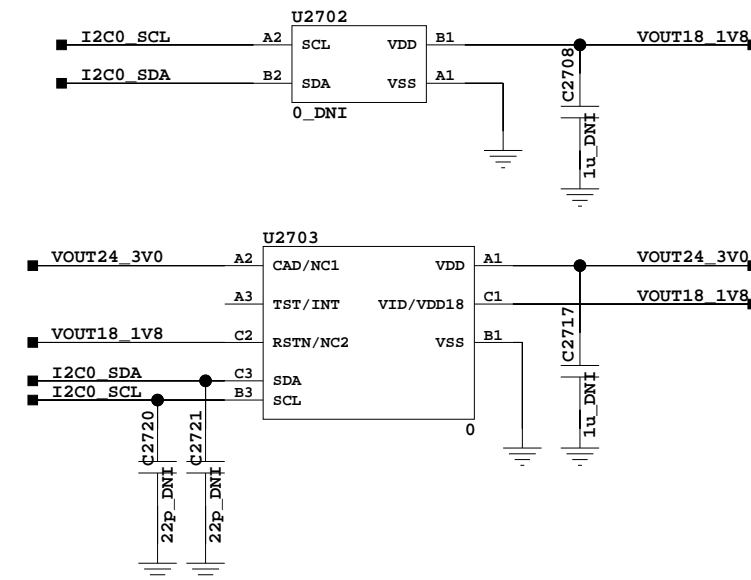 U2702
I2C0_SCL A2 SCL VDD B1 VOUT18_1V8
I2C0_SDA B2 SDA VSS A1
0_DNI
C2708
1u_DNI
U2703
VOUT24_3V0 A2 CAD/NC1 VDD A1 VOUT24_3V0
A3 TST/INT VID/VDD18 C1 VOUT18_1V8
VOUT18_1V8 C2 RSTN/NC2 VSS B1
I2C0_SDA C3 SDA
I2C0_SCL B3 SCL
0
C2717
1u_DNI
C2720
22p_DNI
C2721
22p_DNI